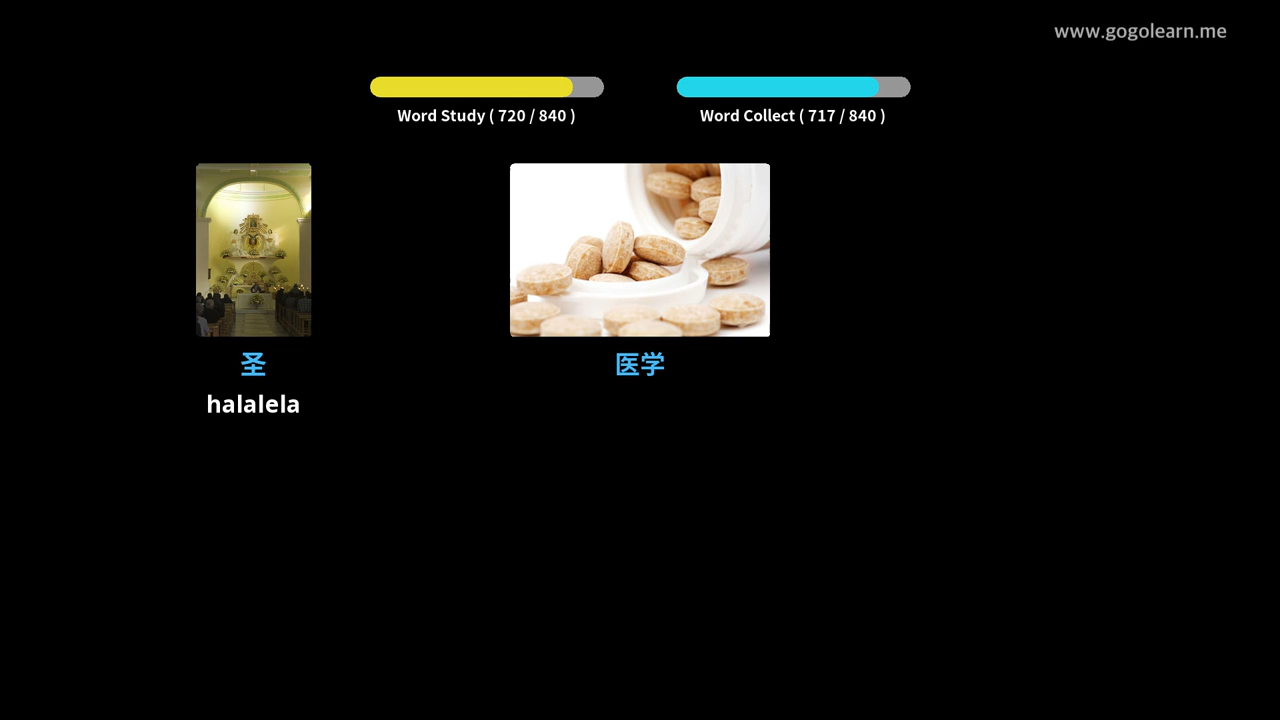 www.gogolearn.me
Word Study ( 720 / 840 )
Word Collect ( 717 / 840 )
圣
医学
halalela